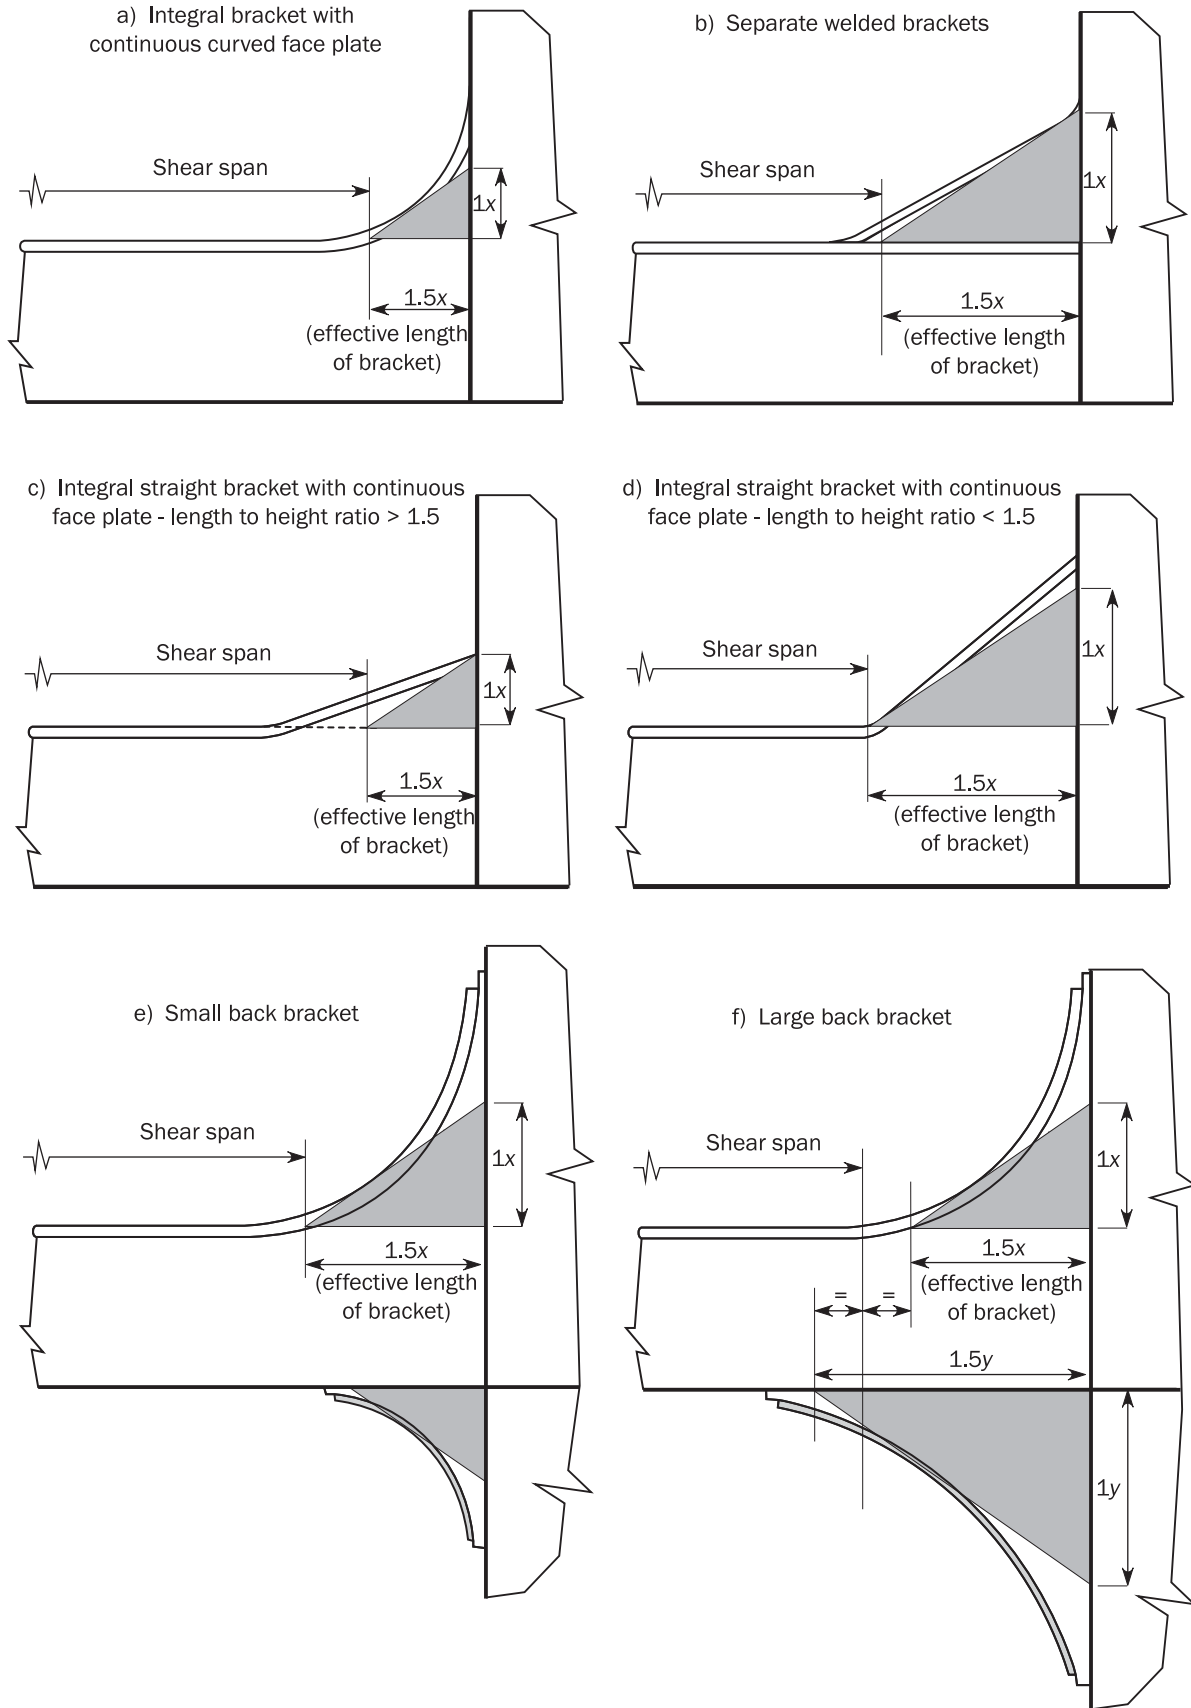 a) Integral bracket with
continuous curved face plate
Shear span
1x
1.5x
(effective length
of bracket)
b) Separate welded brackets
Shear span
1x
1.5x
(effective length
of bracket)
c) Integral straight bracket with continuous
face plate - length to height ratio > 1.5
Shear span
1x
1.5x
(effective length
of bracket)
d) Integral straight bracket with continuous
face plate - length to height ratio < 1.5
Shear span
1x
1.5x
(effective length
of bracket)
e) Small back bracket
Shear span
1x
1.5x
(effective length
of bracket)
f) Large back bracket
Shear span
1x
1.5x
(effective length
of bracket)
= =
1.5y
1y